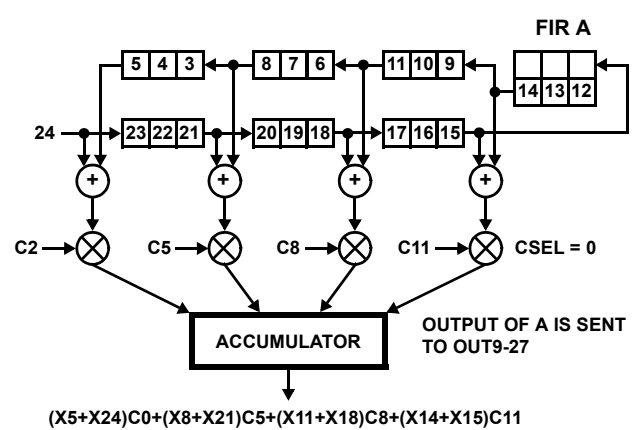 FIR A
5 4 3 8 7 6 11 10 9
14 13 12
24 23 22 21 20 19 18 17 16 15
+ + + +
C2 C5 C8 C11 CSEL = 0
ACCUMULATOR
OUTPUT OF A IS SENT
TO OUT9-27
(X5+X24)C0+(X8+X21)C5+(X11+X18)C8+(X14+X15)C11